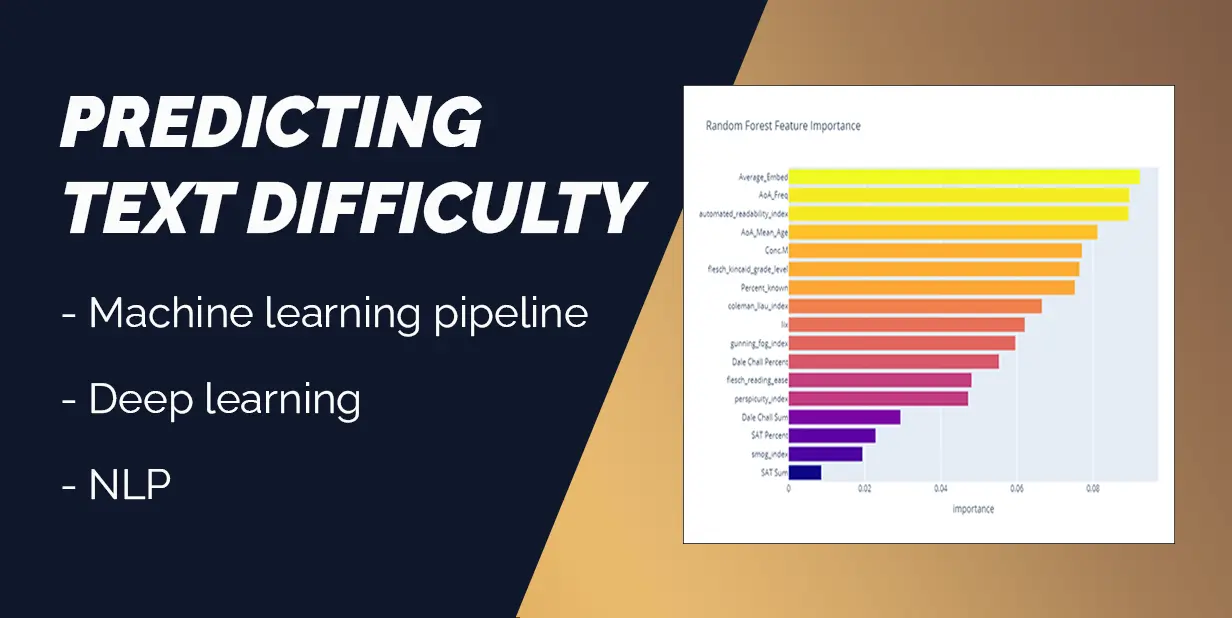 PREDICTING
TEXT DIFFICULTY
- Machine learning pipeline
- Deep learning
- NLP
Random Forest Feature Importance
Average_Embed
AoA_Freq
automated_readability_index
AoA_Mean_Age
Conc.M
flesch_kincaid_grade_level
Percent_known
coleman_liau_index
lix
gunning_fog_index
Dale Chall Percent
flesch_reading_ease
perspicuity_index
Dale Chall Sum
SAT Percent
smog_index
SAT Sum
0 0.02 0.04 0.06 0.08
importance